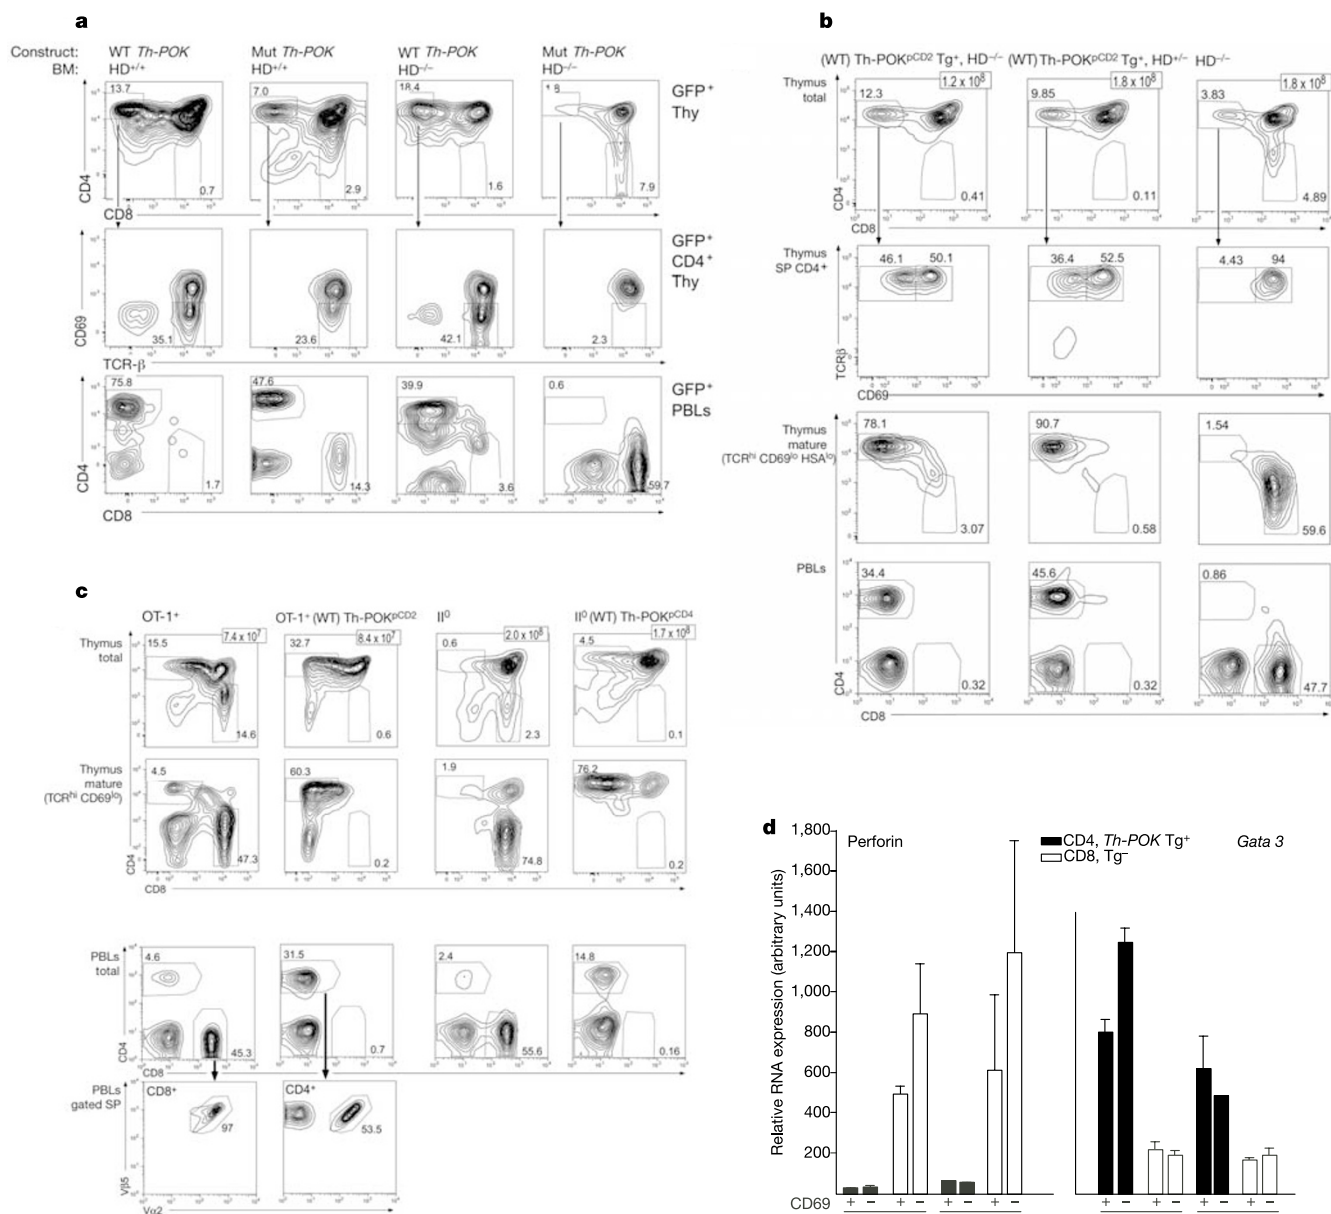 a
Construct: WT Th-POK Mut Th-POK WT Th-POK Mut Th-POK
BM: HD+/+ HD+/+ HD–/– HD–/–
13.7 7.0 18.4 1.8
GFP+
Thy
CD4
0.7 2.9 1.6 7.9
CD8
GFP+
CD4+
Thy
CD69
35.1 23.6 42.1 2.3
TCR-β
75.8 47.6 39.9 0.6
GFP+
PBLs
CD4
1.7 14.3 3.6 59.7
CD8
b
(WT) Th-POKpCD2 Tg+, HD–/– (WT) Th-POKpCD2 Tg+, HD+/– HD–/–
Thymus
total
1.2 x 10⁸ 1.8 x 10⁸ 1.8 x 10⁸
12.3 9.85 3.83
CD4
0.41 0.11 4.89
CD8
Thymus
SP CD4+
46.1 50.1 36.4 52.5 4.43 94
TCRβ
CD69
Thymus
mature
(TCRhi CD69lo HSAlo)
78.1 90.7 1.54
3.07 0.58 59.6
PBLs
34.4 45.6 0.86
CD4
0.32 0.32 47.7
CD8
c
OT-1+ OT-1+ (WT) Th-POKpCD2 II⁰ II⁰ (WT) Th-POKpCD4
Thymus
total
7.4 x 10⁷ 8.4 x 10⁷ 2.0 x 10⁸ 1.7 x 10⁸
15.5 32.7 0.6 4.5
14.6 0.6 2.3 0.1
Thymus
mature
(TCRhi CD69lo)
4.5 60.3 1.9 76.2
CD4
47.3 0.2 74.8 0.2
CD8
PBLs
total
4.6 31.5 2.4 14.8
CD4
45.3 0.7 55.6 0.16
CD8
PBLs
gated SP
CD8+ CD4+
97 53.5
Vβ5
Vα2
d
Perforin
CD4, Th-POK Tg+
CD8, Tg–
Gata 3
Relative RNA expression (arbitrary units)
1,800
1,600
1,400
1,200
1,000
800
600
400
200
CD69 + – + – + – + – + – + – + – + –